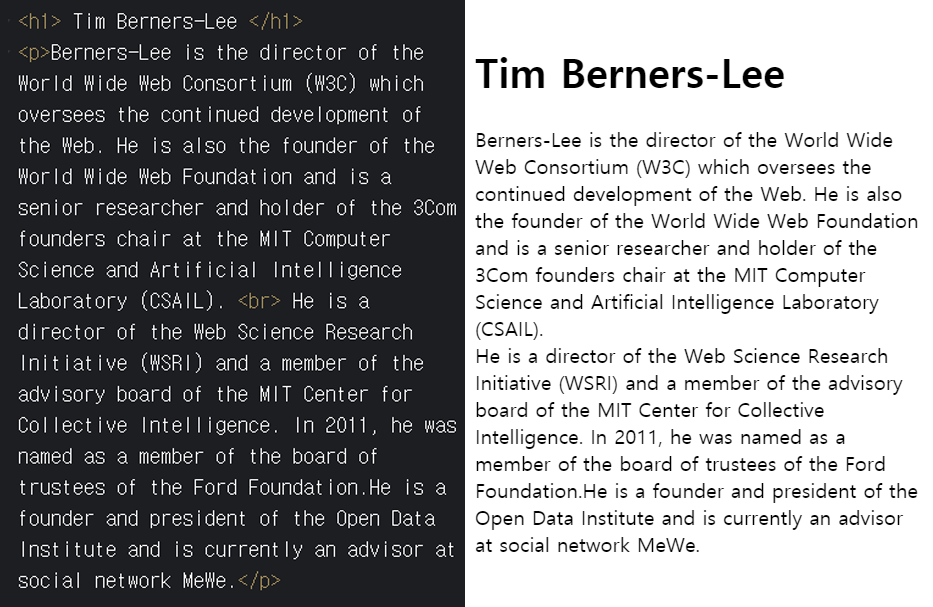 <h1> Tim Berners-Lee </h1>
<p>Berners-Lee is the director of the
World Wide Web Consortium (W3C) which
oversees the continued development of
the Web. He is also the founder of the
World Wide Web Foundation and is a
senior researcher and holder of the 3Com
founders chair at the MIT Computer
Science and Artificial Intelligence
Laboratory (CSAIL). <br> He is a
director of the Web Science Research
Initiative (WSRI) and a member of the
advisory board of the MIT Center for
Collective Intelligence. In 2011, he was
named as a member of the board of
trustees of the Ford Foundation.He is a
founder and president of the Open Data
Institute and is currently an advisor at
social network MeWe.</p>
Tim Berners-Lee
Berners-Lee is the director of the World Wide
Web Consortium (W3C) which oversees the
continued development of the Web. He is also
the founder of the World Wide Web Foundation
and is a senior researcher and holder of the
3Com founders chair at the MIT Computer
Science and Artificial Intelligence Laboratory
(CSAIL).
He is a director of the Web Science Research
Initiative (WSRI) and a member of the advisory
board of the MIT Center for Collective
Intelligence. In 2011, he was named as a
member of the board of trustees of the Ford
Foundation.He is a founder and president of the
Open Data Institute and is currently an advisor
at social network MeWe.